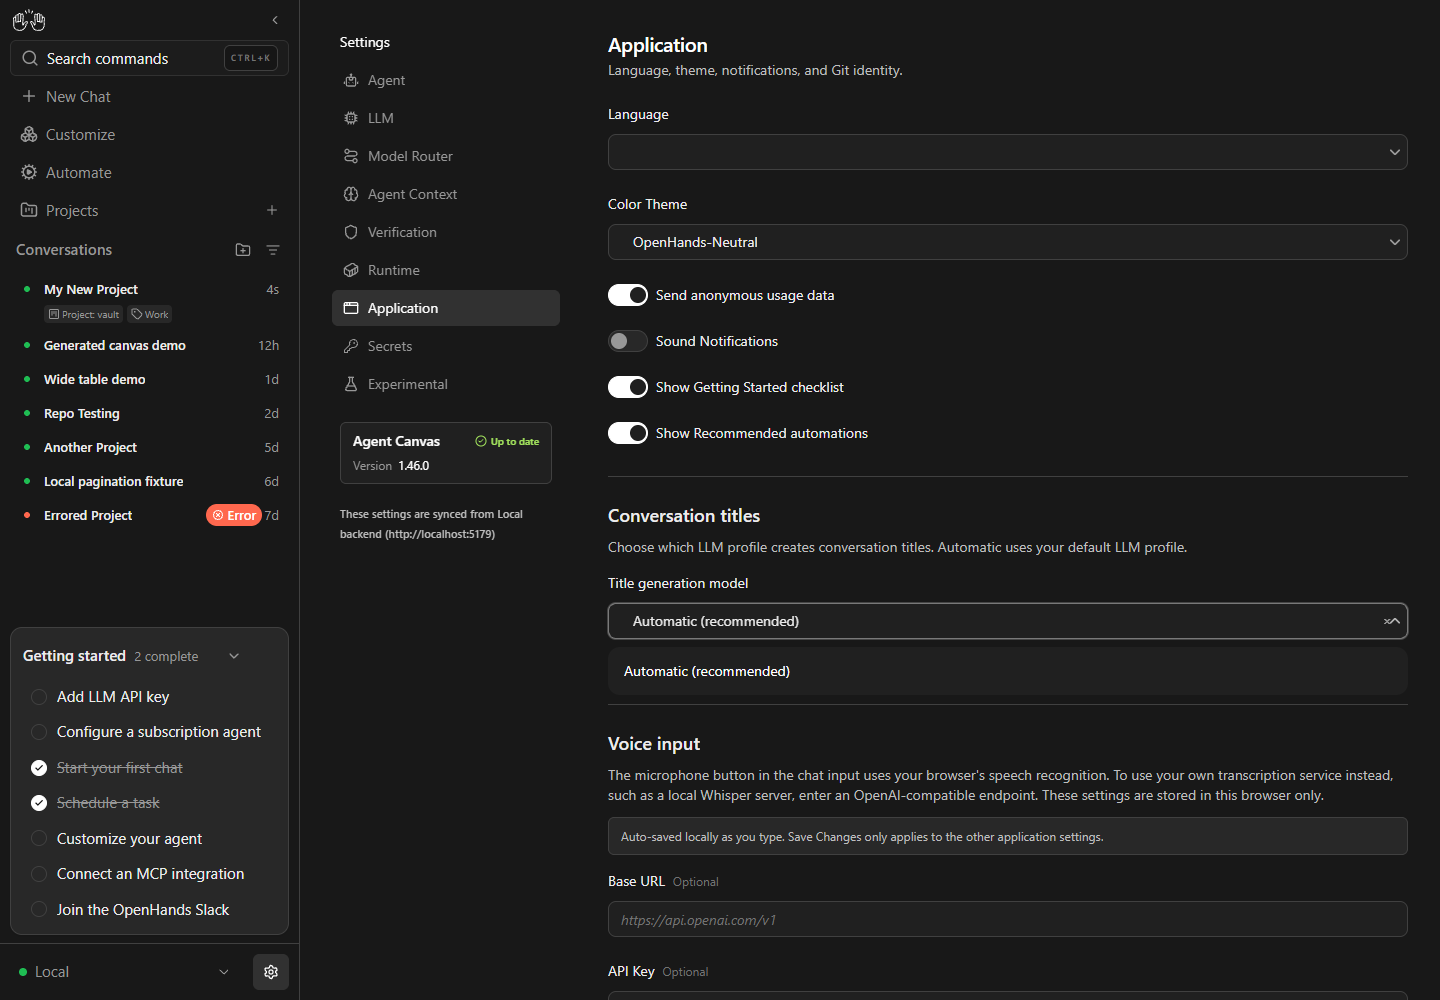 Search commands
CTRL+K
New Chat
Customize
Automate
Projects
Conversations
My New Project
4s
Project: vault
Work
Generated canvas demo
12h
Wide table demo
1d
Repo Testing
2d
Another Project
5d
Local pagination fixture
6d
Errored Project
Error
7d
Getting started
2 complete
Add LLM API key
Configure a subscription agent
Start your first chat
Schedule a task
Customize your agent
Connect an MCP integration
Join the OpenHands Slack
Local
Settings
Agent
LLM
Model Router
Agent Context
Verification
Runtime
Application
Secrets
Experimental
Agent Canvas
Up to date
Version 1.46.0
These settings are synced from Local
backend (http://localhost:5179)
Application
Language, theme, notifications, and Git identity.
Language
Color Theme
OpenHands-Neutral
Send anonymous usage data
Sound Notifications
Show Getting Started checklist
Show Recommended automations
Conversation titles
Choose which LLM profile creates conversation titles. Automatic uses your default LLM profile.
Title generation model
Automatic (recommended)
Automatic (recommended)
Voice input
The microphone button in the chat input uses your browser's speech recognition. To use your own transcription service instead,
such as a local Whisper server, enter an OpenAI-compatible endpoint. These settings are stored in this browser only.
Auto-saved locally as you type. Save Changes only applies to the other application settings.
Base URL Optional
https://api.openai.com/v1
API Key Optional